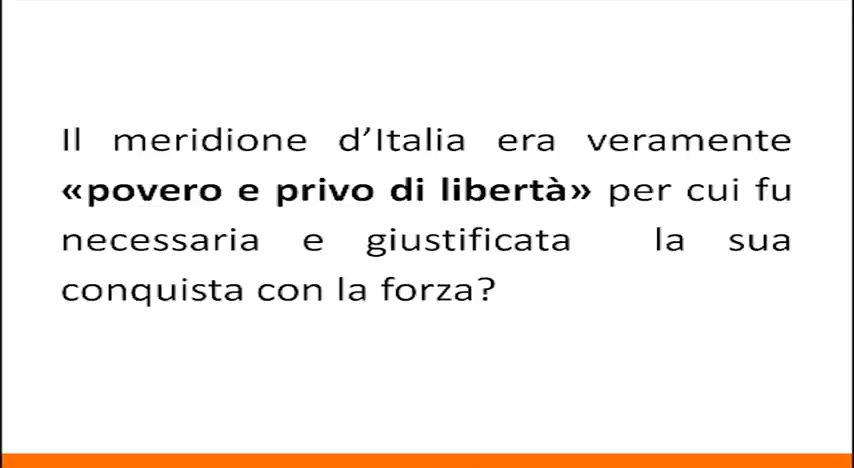 Il meridione d'Italia era veramente
«povero e privo di libertà» per cui fu
necessaria e giustificata la sua
conquista con la forza?